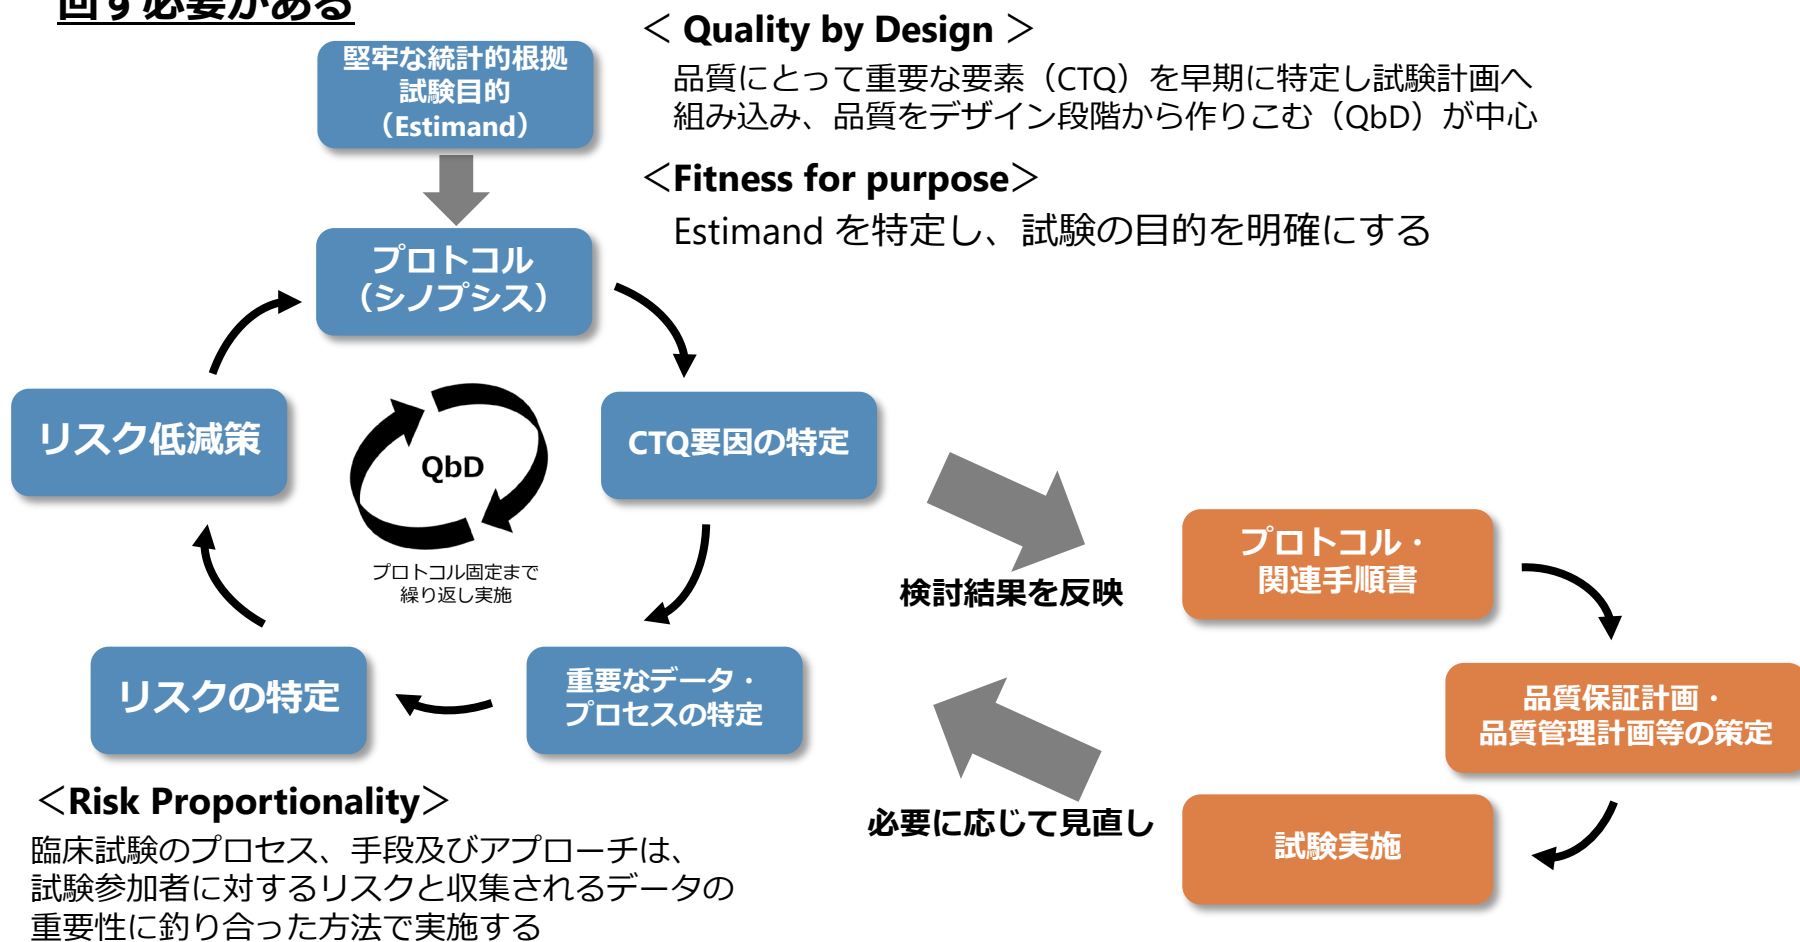 回す必要がある
堅牢な統計的根拠
試験目的
（Estimand）
＜ Quality by Design ＞
品質にとって重要な要素（CTQ）を早期に特定し試験計画へ
組み込み、品質をデザイン段階から作りこむ（QbD）が中心
＜Fitness for purpose＞
Estimand を特定し、試験の目的を明確にする
プロトコル
（シノプシス）
リスク低減策
QbD
CTQ要因の特定
プロトコル固定まで
繰り返し実施
検討結果を反映
プロトコル・
関連手順書
リスクの特定
重要なデータ・
プロセスの特定
品質保証計画・
品質管理計画等の策定
必要に応じて見直し
試験実施
＜Risk Proportionality＞
臨床試験のプロセス、手段及びアプローチは、
試験参加者に対するリスクと収集されるデータの
重要性に釣り合った方法で実施する